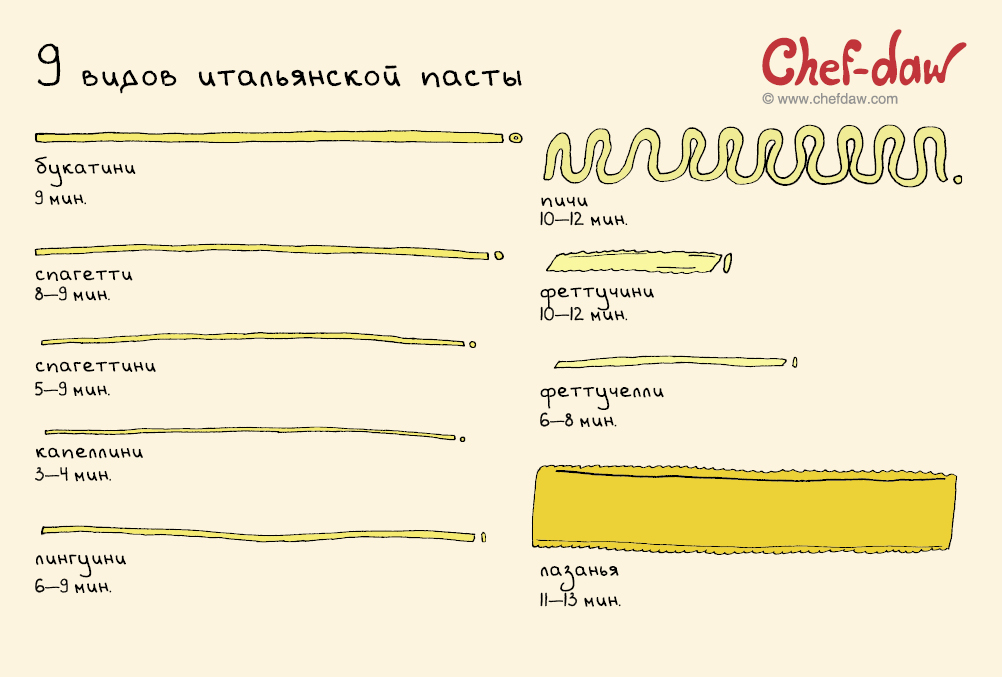 9 видов итальянской пасты
Chef-daw
© www.chefdaw.com
букатини
9 мин.
спагетти
8–9 мин.
спагеттини
5–9 мин.
капеллини
3–4 мин.
лингуини
6–9 мин.
пичи
10–12 мин.
феттучини
10–12 мин.
феттучелли
6–8 мин.
лазанья
11–13 мин.